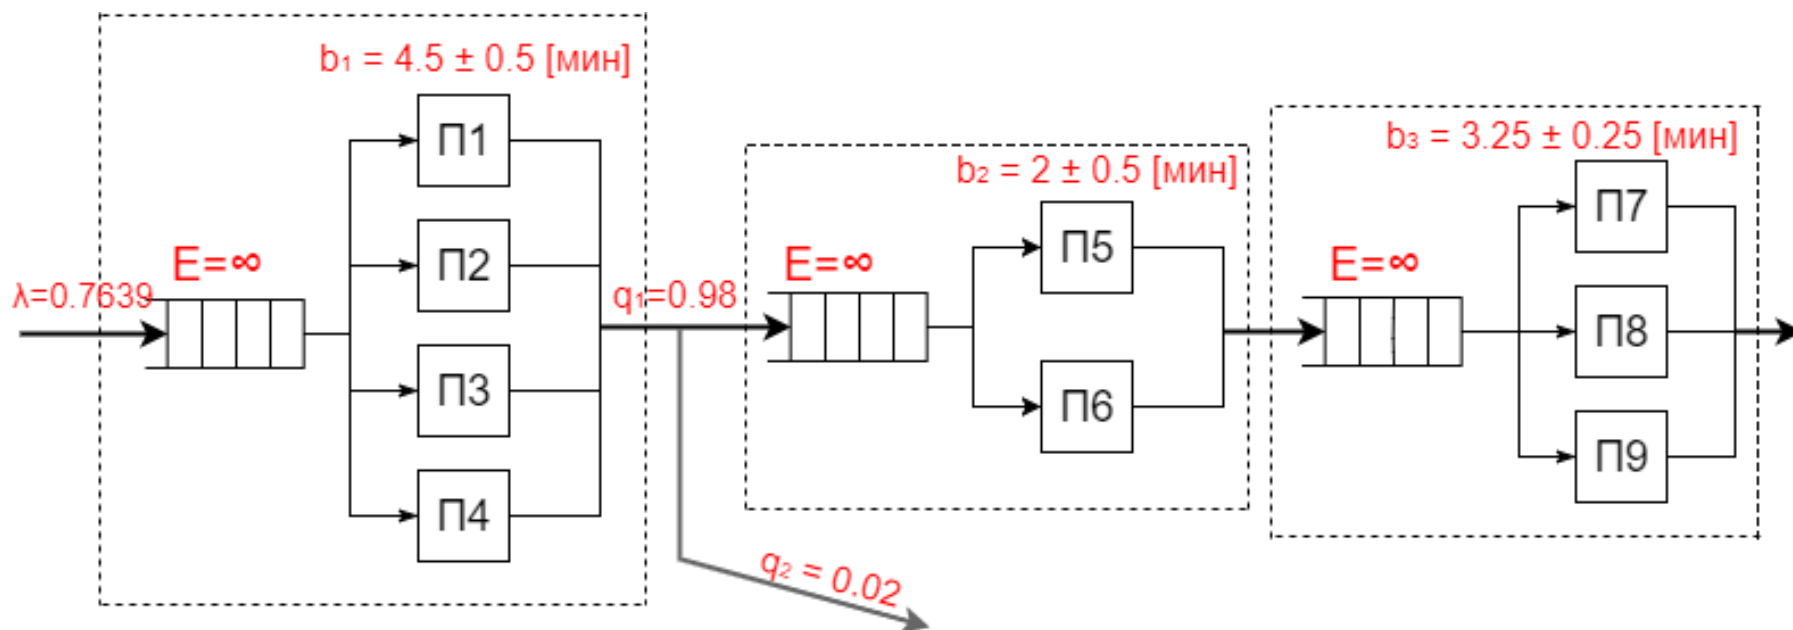 b₁ = 4.5 ± 0.5 [мин]
П1
П2
П3
П4
E=∞
λ=0.7639
q₁=0.98
q₂ = 0.02
b₂ = 2 ± 0.5 [мин]
E=∞
П5
П6
b₃ = 3.25 ± 0.25 [мин]
E=∞
П7
П8
П9